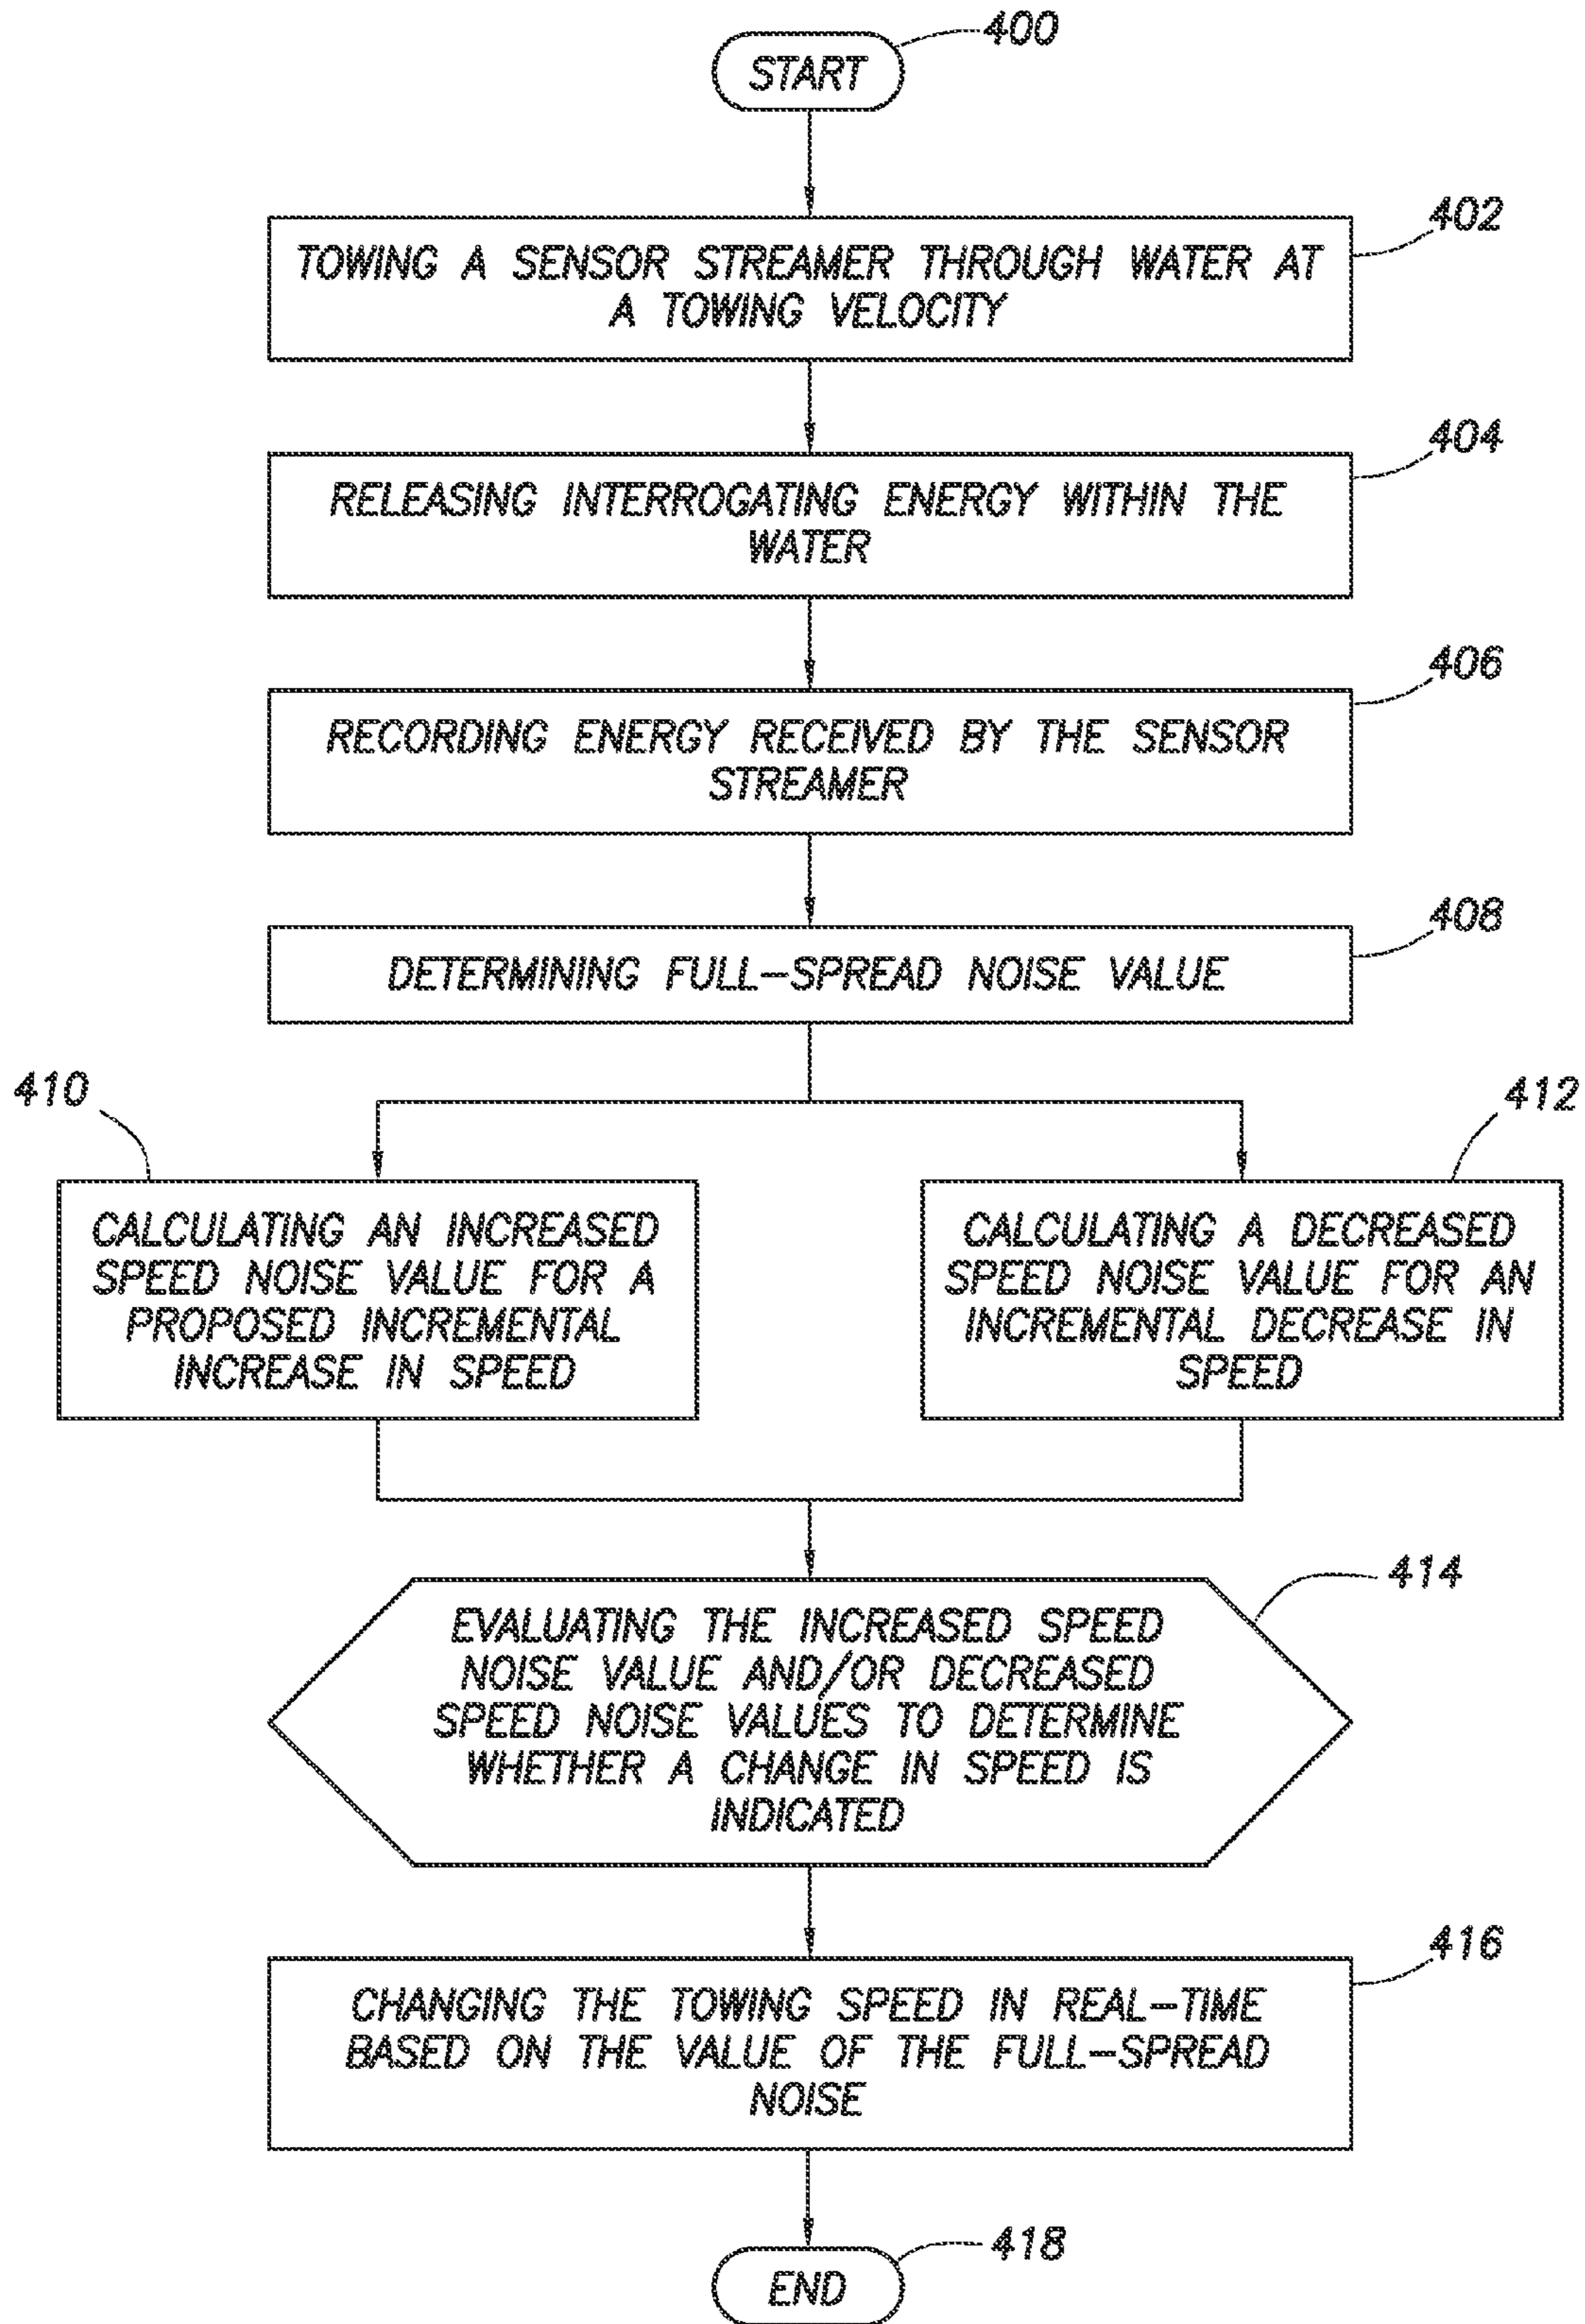 400
START
402
TOWING A SENSOR STREAMER THROUGH WATER AT
A TOWING VELOCITY
404
RELEASING INTERROGATING ENERGY WITHIN THE
WATER
406
RECORDING ENERGY RECEIVED BY THE SENSOR
STREAMER
408
DETERMINING FULL-SPREAD NOISE VALUE
410
CALCULATING AN INCREASED
SPEED NOISE VALUE FOR A
PROPOSED INCREMENTAL
INCREASE IN SPEED
412
CALCULATING A DECREASED
SPEED NOISE VALUE FOR AN
INCREMENTAL DECREASE IN
SPEED
414
EVALUATING THE INCREASED SPEED
NOISE VALUE AND/OR DECREASED
SPEED NOISE VALUES TO DETERMINE
WHETHER A CHANGE IN SPEED IS
INDICATED
416
CHANGING THE TOWING SPEED IN REAL-TIME
BASED ON THE VALUE OF THE FULL-SPREAD
NOISE
418
END